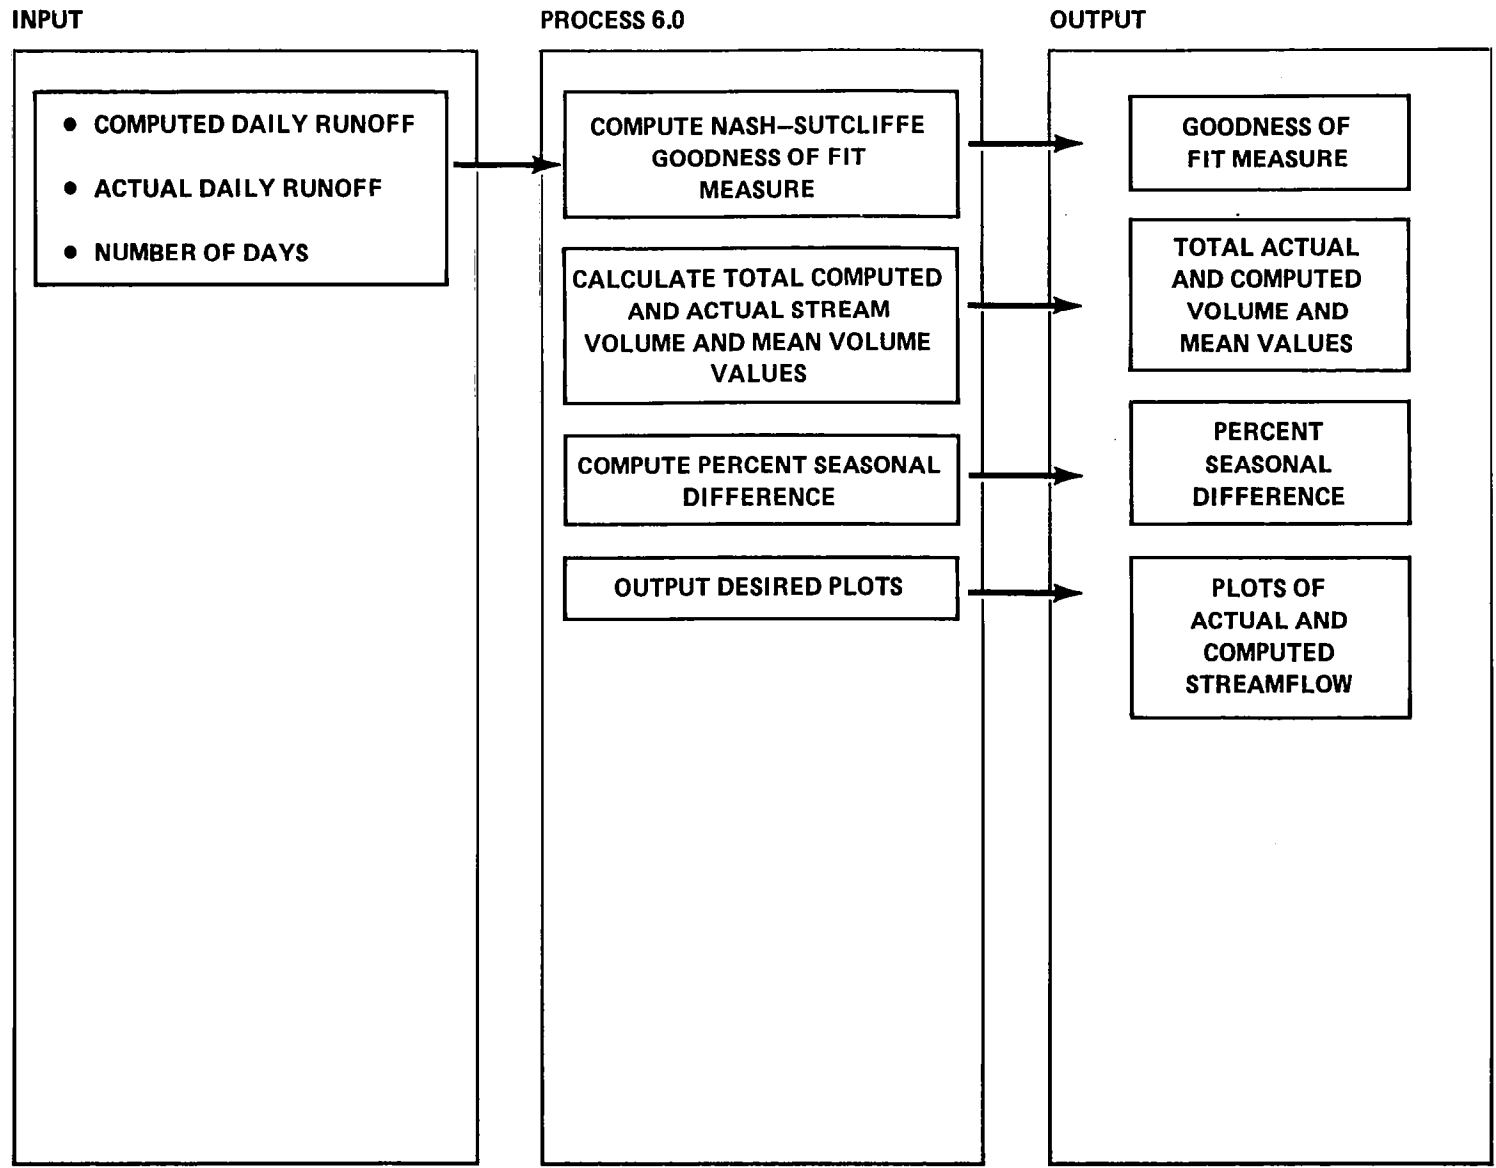 INPUT
● COMPUTED DAILY RUNOFF
● ACTUAL DAILY RUNOFF
● NUMBER OF DAYS
PROCESS 6.0
COMPUTE NASH–SUTCLIFFE
GOODNESS OF FIT
MEASURE
CALCULATE TOTAL COMPUTED
AND ACTUAL STREAM
VOLUME AND MEAN VOLUME
VALUES
COMPUTE PERCENT SEASONAL
DIFFERENCE
OUTPUT DESIRED PLOTS
OUTPUT
GOODNESS OF
FIT MEASURE
TOTAL ACTUAL
AND COMPUTED
VOLUME AND
MEAN VALUES
PERCENT
SEASONAL
DIFFERENCE
PLOTS OF
ACTUAL AND
COMPUTED
STREAMFLOW